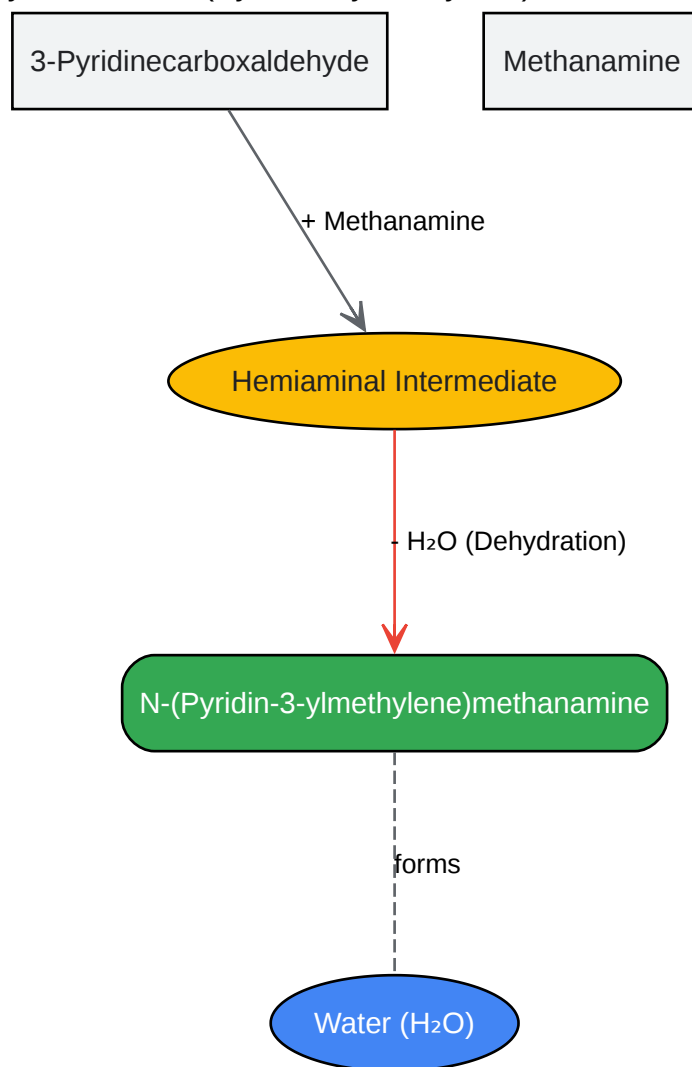 3-Pyridinecarboxaldehyde
Methanamine
+ Methanamine
Hemiaminal Intermediate
- H₂O (Dehydration)
N-(Pyridin-3-ylmethylene)methanamine
forms
Water (H₂O)